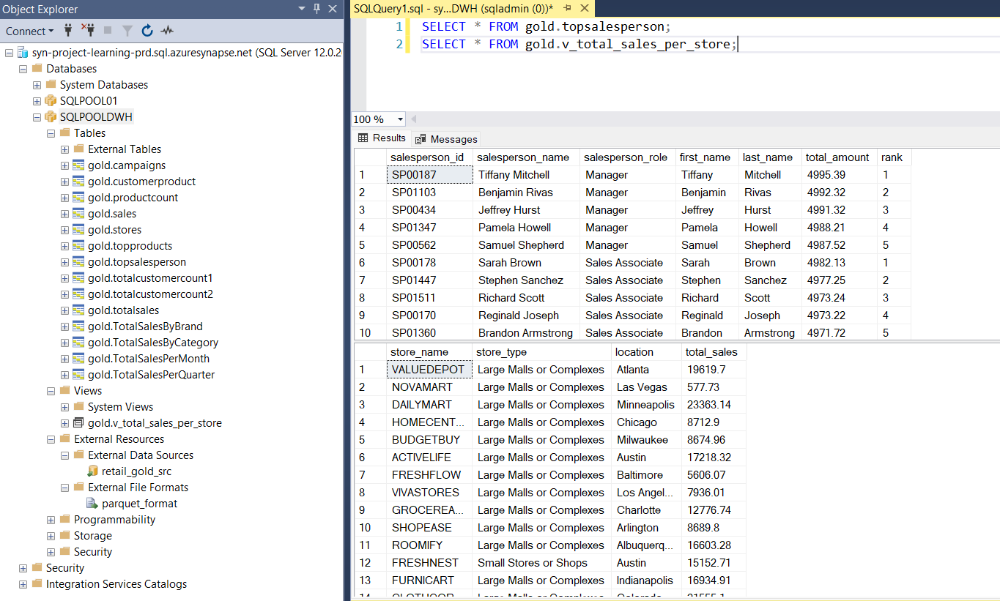 Object Explorer
Connect
syn-project-learning-prd.sql.azuresynapse.net (SQL Server 12.0.2
Databases
System Databases
SQLPOOL01
SQLPOOLDWH
Tables
External Tables
gold.campaigns
gold.customerproduct
gold.productcount
gold.sales
gold.stores
gold.topproducts
gold.topsalesperson
gold.totalcustomercount1
gold.totalcustomercount2
gold.totalsales
gold.TotalSalesByBrand
gold.TotalSalesByCategory
gold.TotalSalesPerMonth
gold.TotalSalesPerQuarter
Views
System Views
gold.v_total_sales_per_store
External Resources
External Data Sources
retail_gold_src
External File Formats
parquet_format
Programmability
Storage
Security
Security
Integration Services Catalogs
SQLQuery1.sql - sy...DWH (sqladmin (0))*
1 SELECT * FROM gold.topsalesperson;
2 SELECT * FROM gold.v_total_sales_per_store;
100 %
Results Messages
salesperson_id salesperson_name salesperson_role first_name last_name total_amount rank
1 SP00187 Tiffany Mitchell Manager Tiffany Mitchell 4995.39 1
2 SP01103 Benjamin Rivas Manager Benjamin Rivas 4992.32 2
3 SP00434 Jeffrey Hurst Manager Jeffrey Hurst 4991.32 3
4 SP01347 Pamela Howell Manager Pamela Howell 4988.21 4
5 SP00562 Samuel Shepherd Manager Samuel Shepherd 4987.52 5
6 SP00178 Sarah Brown Sales Associate Sarah Brown 4982.13 1
7 SP01447 Stephen Sanchez Sales Associate Stephen Sanchez 4977.25 2
8 SP01511 Richard Scott Sales Associate Richard Scott 4973.24 3
9 SP00170 Reginald Joseph Sales Associate Reginald Joseph 4973.22 4
10 SP01360 Brandon Armstrong Sales Associate Brandon Armstrong 4971.72 5
store_name store_type location total_sales
1 VALUEDEPOT Large Malls or Complexes Atlanta 19619.7
2 NOVAMART Large Malls or Complexes Las Vegas 577.73
3 DAILYMART Large Malls or Complexes Minneapolis 23363.14
4 HOMECENT... Large Malls or Complexes Chicago 8712.9
5 BUDGETBUY Large Malls or Complexes Milwaukee 8674.96
6 ACTIVELIFE Large Malls or Complexes Austin 17218.32
7 FRESHFLOW Large Malls or Complexes Baltimore 5606.07
8 VIVASTORES Large Malls or Complexes Los Angel... 7936.01
9 GROCEREA... Large Malls or Complexes Charlotte 12776.74
10 SHOPEASE Large Malls or Complexes Arlington 8689.8
11 ROOMIFY Large Malls or Complexes Albuquerq... 16603.28
12 FRESHNEST Small Stores or Shops Austin 15152.71
13 FURNICART Large Malls or Complexes Indianapolis 16934.91